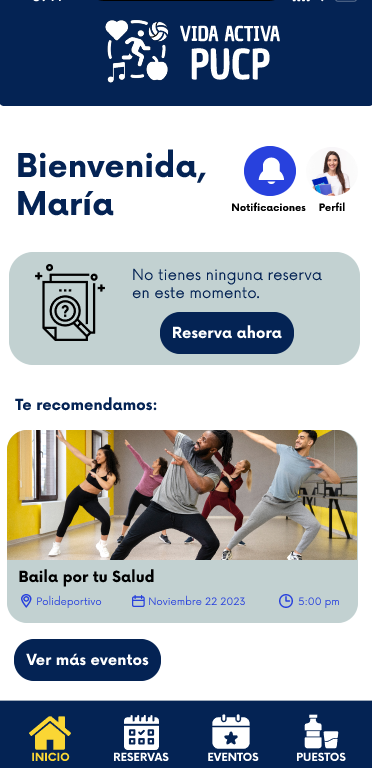 VIDA ACTIVA
PUCP
Bienvenida,
María
Notificaciones
Perfil
No tienes ninguna reserva
en este momento.
Reserva ahora
Te recomendamos:
Baila por tu Salud
Polideportivo
Noviembre 22 2023
5:00 pm
Ver más eventos
INICIO
RESERVAS
EVENTOS
PUESTOS